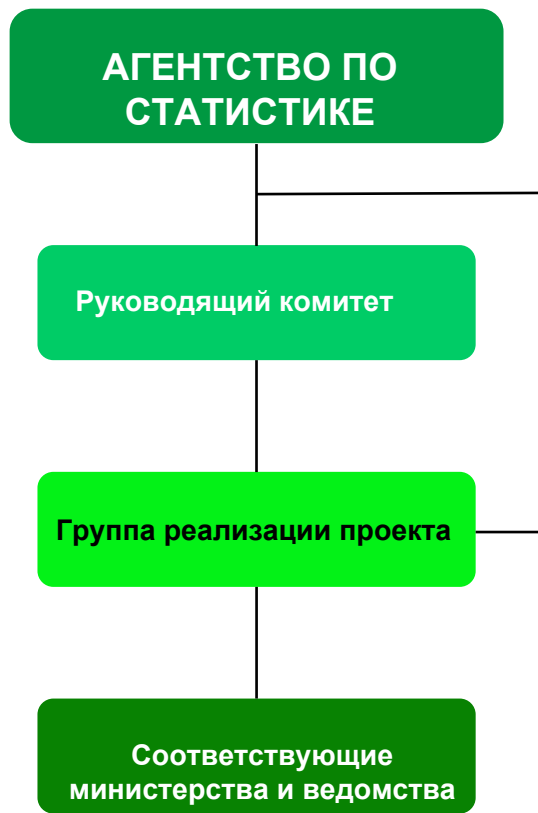 АГЕНТСТВО ПО
СТАТИСТИКЕ
Руководящий комитет
Группа реализации проекта
Соответствующие
министерства и ведомства